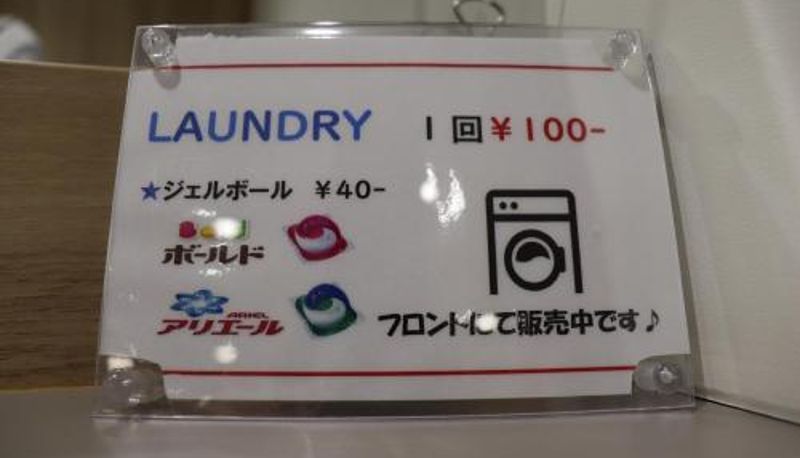 LAUNDRY 1回¥100-
★ジェルボール ¥40-
ボールド
ARIEL
アリエール
フロントにて販売中です♪